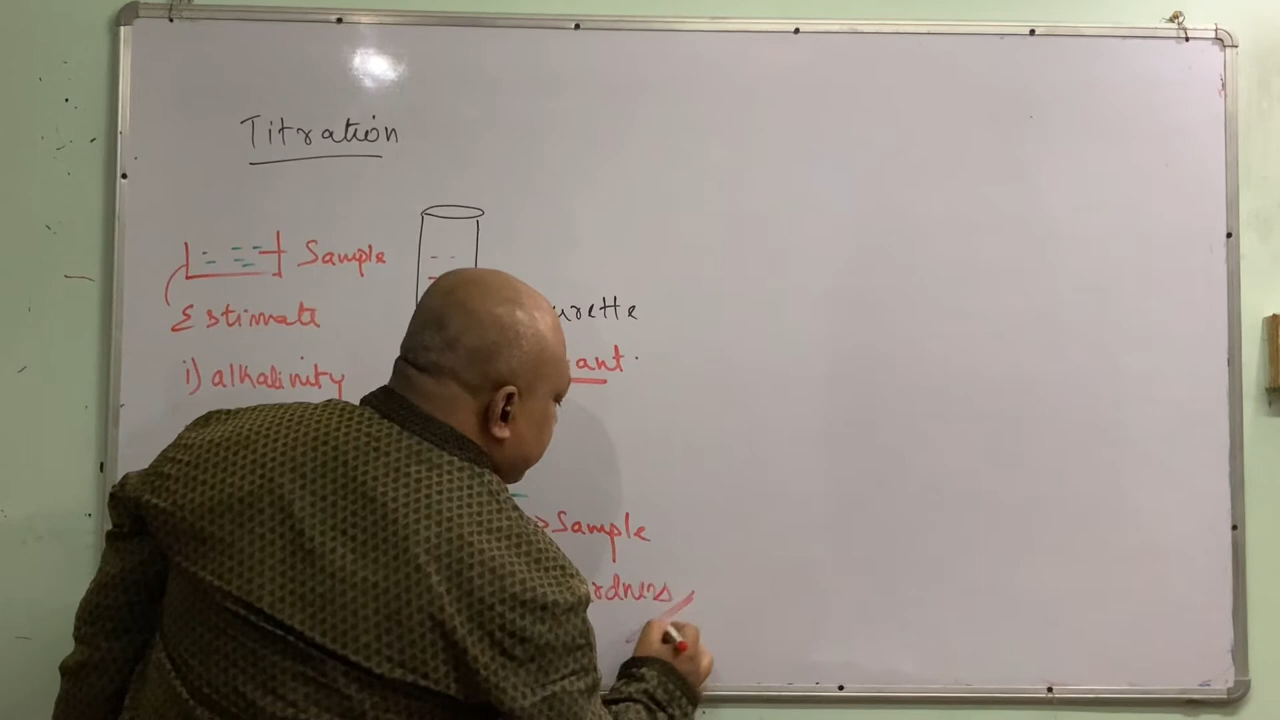 Titration
Sample
Estimate
i) alkalinity
urette
ant.
Sample
rdness